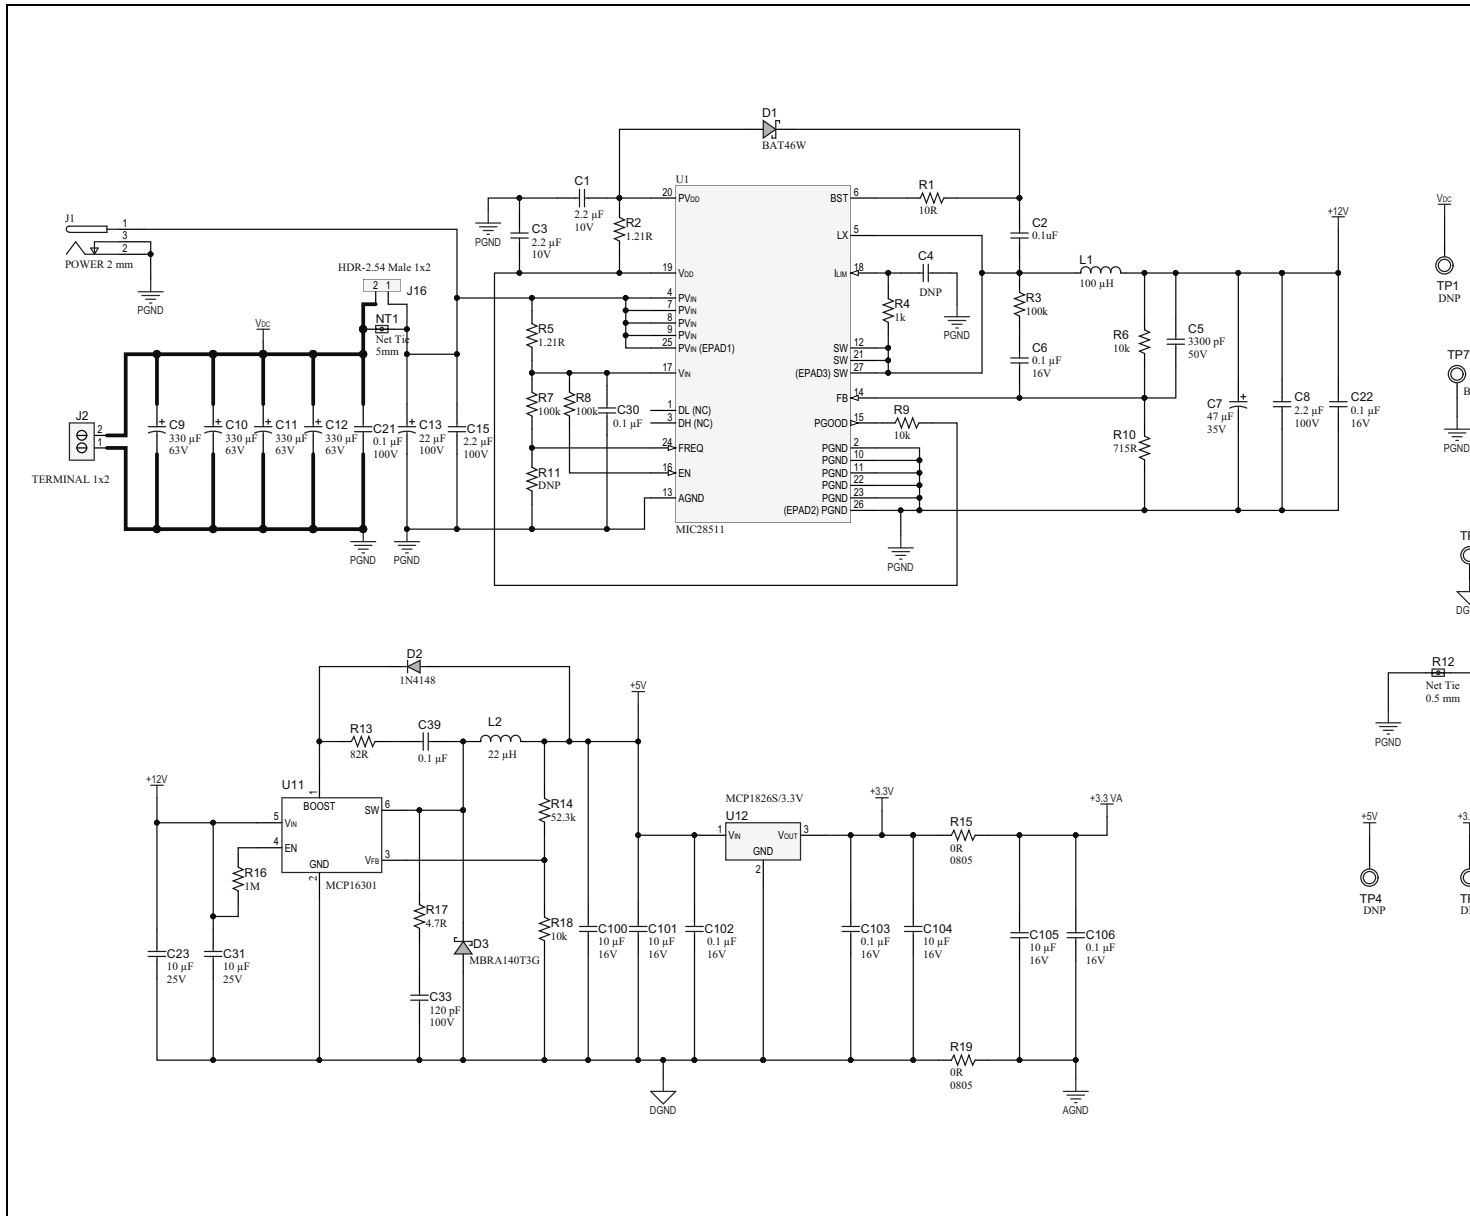 D1
BAT46W
U1
C1
2.2 µF
10V
20
PVDD
BST
6
R1
10R
C3
2.2 µF
10V
R2
1.21R
PGND
LX
5
C2
0.1uF
+12V
VDC
J1
1
3
2
POWER 2 mm
PGND
HDR-2.54 Male 1x2
2 1
J16
19
VDD
ILIM
18
C4
DNP
L1
100 µH
TP1
DNP
4
PVIN
7
PVIN
8
PVIN
9
PVIN
25
PVIN (EPAD1)
R4
1k
PGND
R3
100k
NT1
Net Tie
5mm
VDC
R5
1.21R
SW
12
SW
21
(EPAD3) SW
27
C6
0.1 µF
16V
R6
10k
C5
3300 pF
50V
TP7
B
PGND
17
VIN
FB
14
R7
100k
R8
100k
C30
0.1 µF
1
DL (NC)
3
DH (NC)
PGOOD
15
R9
10k
J2
2
1
TERMINAL 1x2
C9
330 µF
63V
C10
330 µF
63V
C11
330 µF
63V
C12
330 µF
63V
C21
0.1 µF
100V
C13
22 µF
100V
C15
2.2 µF
100V
C7
47 µF
35V
C8
2.2 µF
100V
C22
0.1 µF
16V
R10
715R
24
FREQ
16
EN
13
AGND
R11
DNP
PGND
2
PGND
10
PGND
11
PGND
22
PGND
23
(EPAD2) PGND
26
MIC28511
PGND
PGND
PGND
D2
1N4148
+5V
R13
82R
C39
0.1 µF
L2
22 µH
R12
Net Tie
0.5 mm
PGND
+12V
U11
1
BOOST
5
VIN
4
EN
SW
6
VFB
3
GND
2
MCP16301
R14
52.3k
MCP1826S/3.3V
U12
1
VIN
VOUT
3
GND
2
+3.3V
R15
0R
0805
+3.3 VA
+5V
TP4
DNP
R16
1M
R17
4.7R
D3
MBRA140T3G
R18
10k
C23
10 µF
25V
C31
10 µF
25V
C33
120 pF
100V
C100
10 µF
16V
C101
10 µF
16V
C102
0.1 µF
16V
C103
0.1 µF
16V
C104
10 µF
16V
C105
10 µF
16V
C106
0.1 µF
16V
R19
0R
0805
DGND
AGND